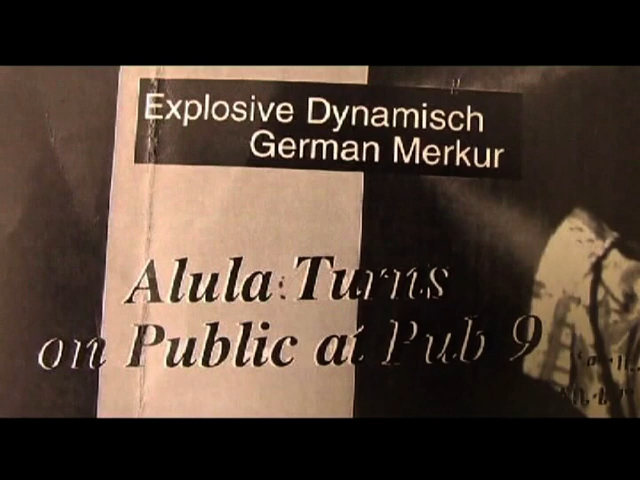 Explosive Dynamisch
German Merkur
Alula Turns
on Public at Pub 9